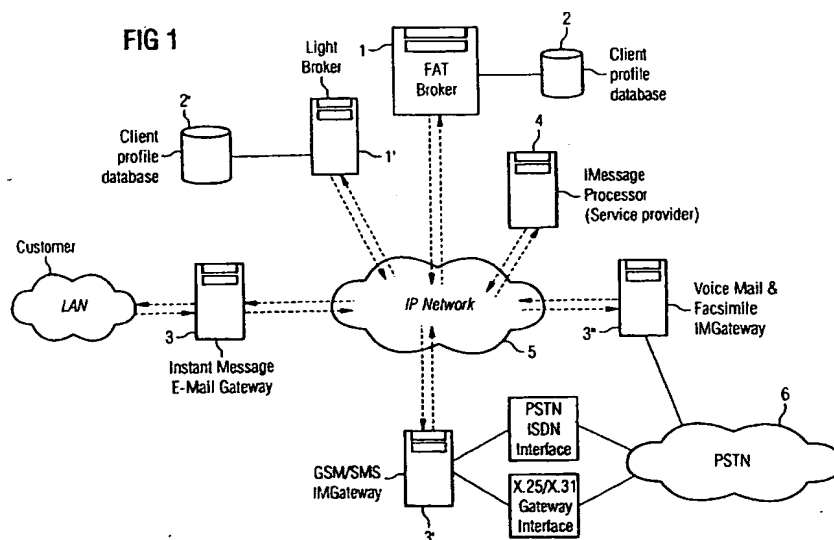 FIG 1
Light
Broker
1
FAT
Broker
2
Client
profile
database
2'
Client
profile
database
1'
4
IMessage
Processor
(Service provider)
Customer
LAN
3
Instant Message
E-Mail Gateway
IP Network
5
Voice Mail &
Facsimile
IMGateway
3"
GSM/SMS
IMGateway
3'
PSTN
ISDN
Interface
X.25/X.31
Gateway
Interface
6
PSTN